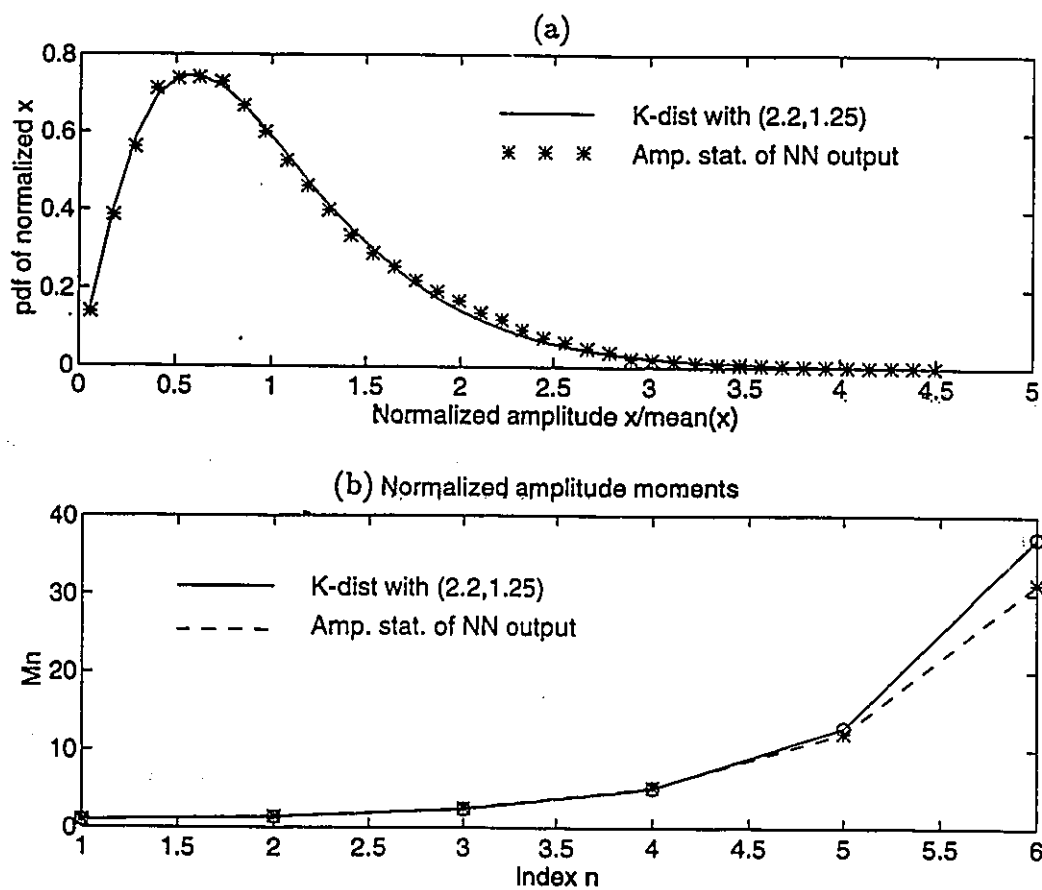 (a)
pdf of normalized x
0.8
0.6
0.4
0.2
0
K-dist with (2.2,1.25)
Amp. stat. of NN output
0 0.5 1 1.5 2 2.5 3 3.5 4 4.5 5
Normalized amplitude x/mean(x)
(b) Normalized amplitude moments
Mn
40
30
20
10
0
K-dist with (2.2,1.25)
Amp. stat. of NN output
1 1.5 2 2.5 3 3.5 4 4.5 5 5.5 6
Index n